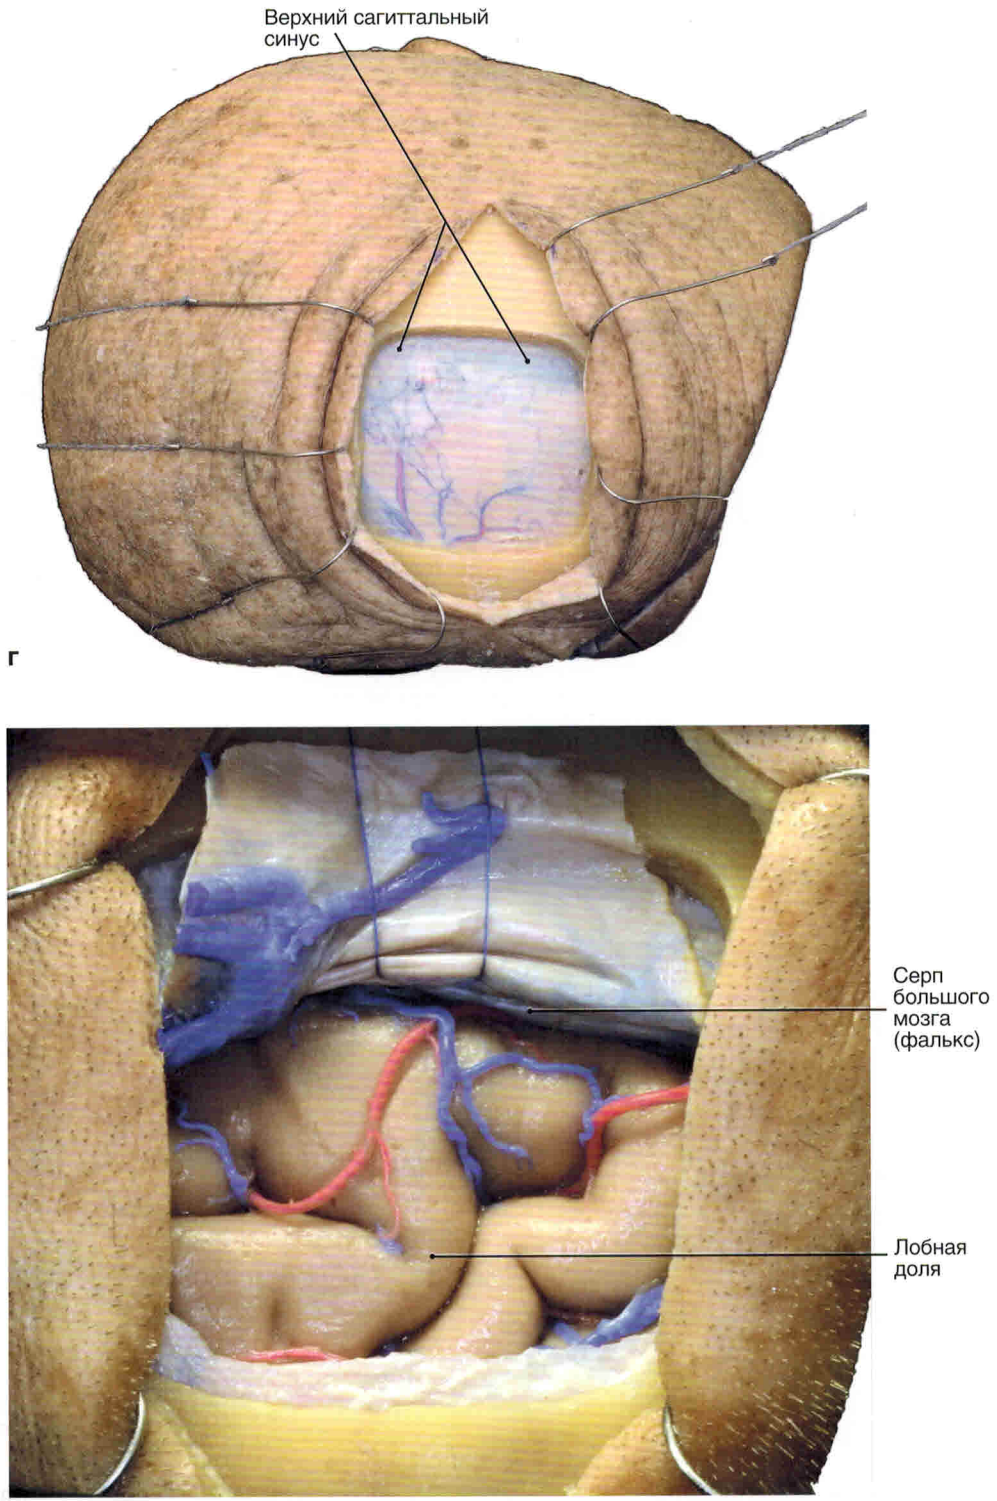 Верхний сагиттальный
синус
г
Серп
большого
мозга
(фалькс)
Лобная
доля